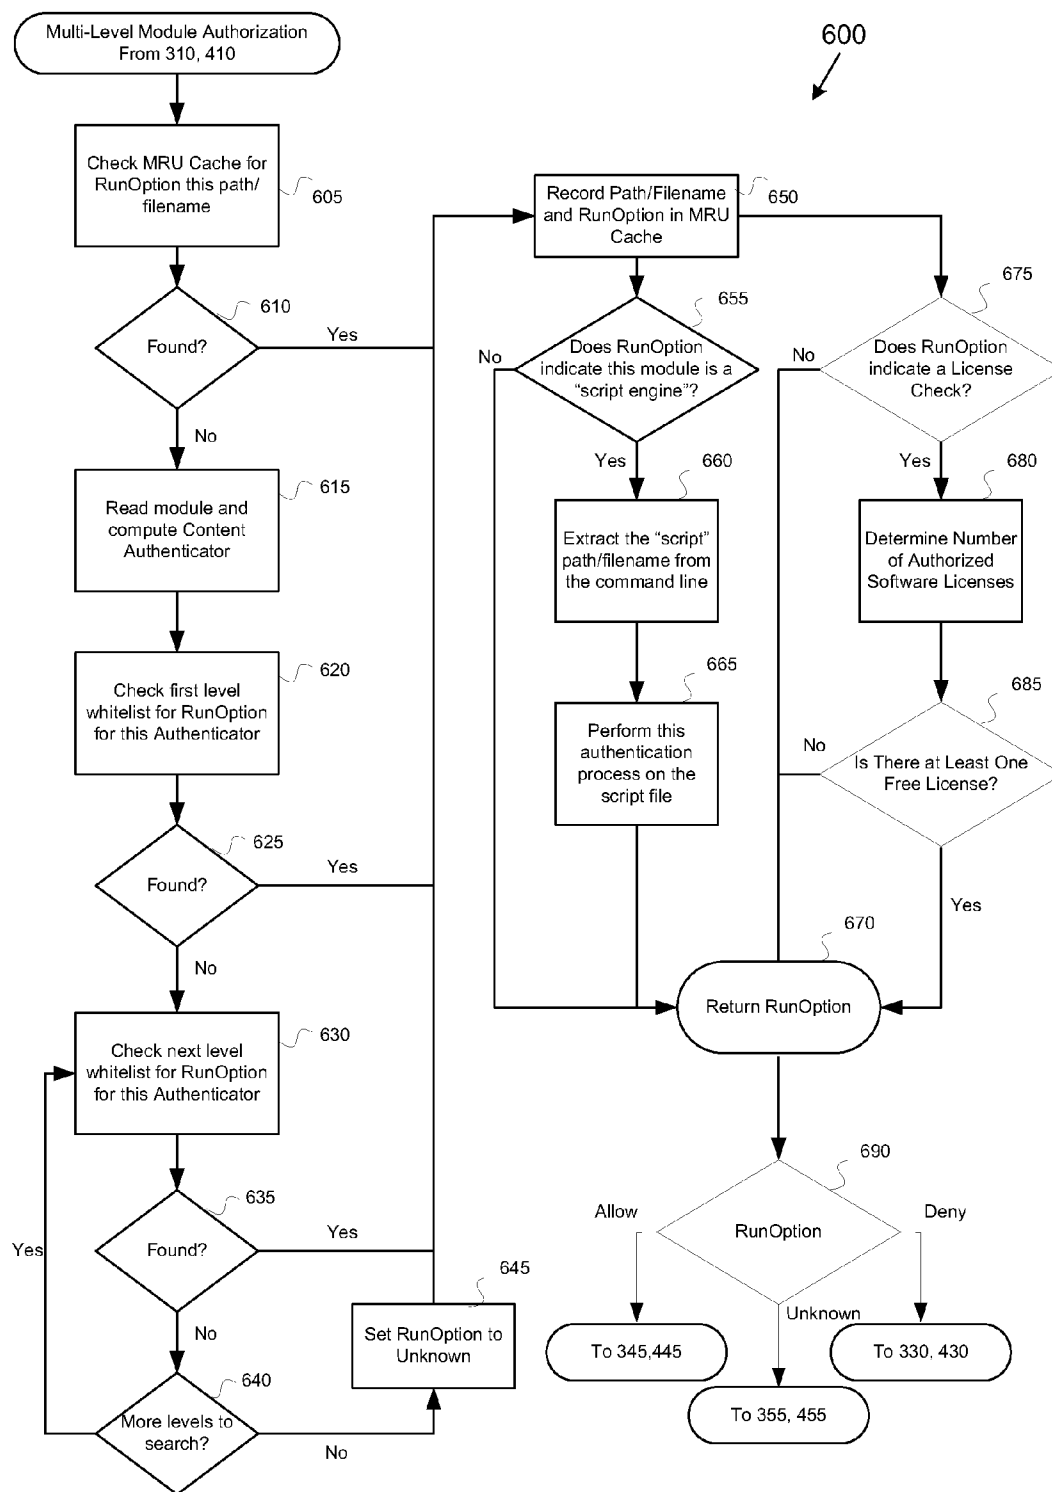 Multi-Level Module Authorization
From 310, 410
600
Check MRU Cache for
RunOption this path/
filename
605
610
Found?
Yes
No
Read module and
compute Content
Authenticator
615
Check first level
whitelist for RunOption
for this Authenticator
620
625
Found?
Yes
No
Check next level
whitelist for RunOption
for this Authenticator
630
635
Found?
Yes
Yes
No
640
More levels to
search?
No
645
Set RunOption to
Unknown
Record Path/Filename
and RunOption in MRU
Cache
650
655
Does RunOption
indicate this module is a
“script engine”?
No
Yes
660
Extract the “script”
path/filename from
the command line
665
Perform this
authentication
process on the
script file
675
Does RunOption
indicate a License
Check?
No
Yes
680
Determine Number
of Authorized
Software Licenses
685
Is There at Least One
Free License?
No
Yes
670
Return RunOption
690
RunOption
Allow
Deny
Unknown
To 345,445
To 330, 430
To 355, 455